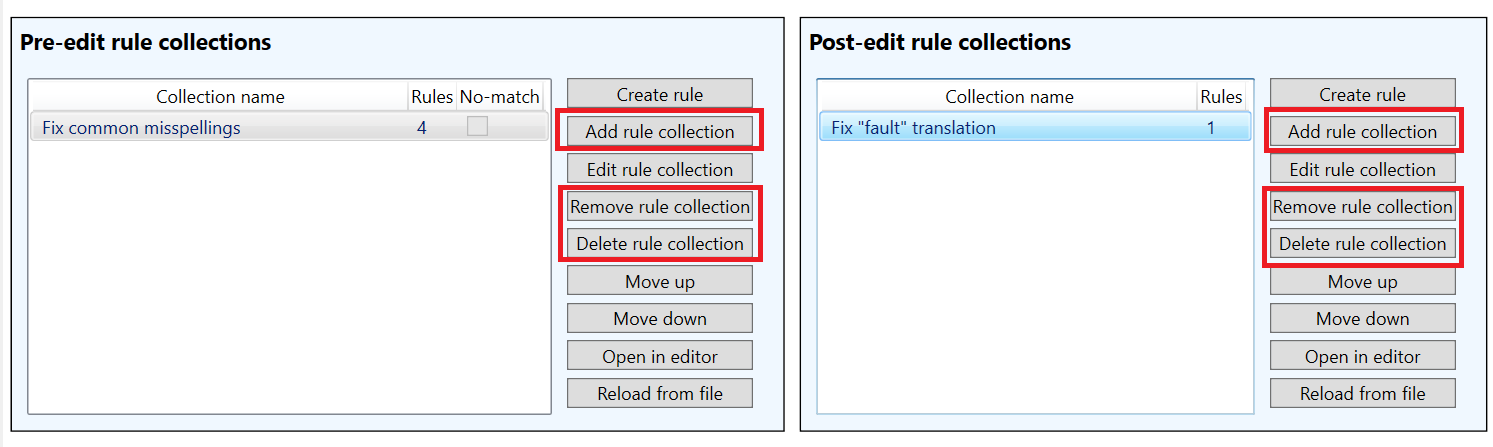 Pre-edit rule collections
Collection name Rules No-match
Fix common misspellings 4
Create rule
Add rule collection
Edit rule collection
Remove rule collection
Delete rule collection
Move up
Move down
Open in editor
Reload from file
Post-edit rule collections
Collection name Rules
Fix "fault" translation 1
Create rule
Add rule collection
Edit rule collection
Remove rule collection
Delete rule collection
Move up
Move down
Open in editor
Reload from file